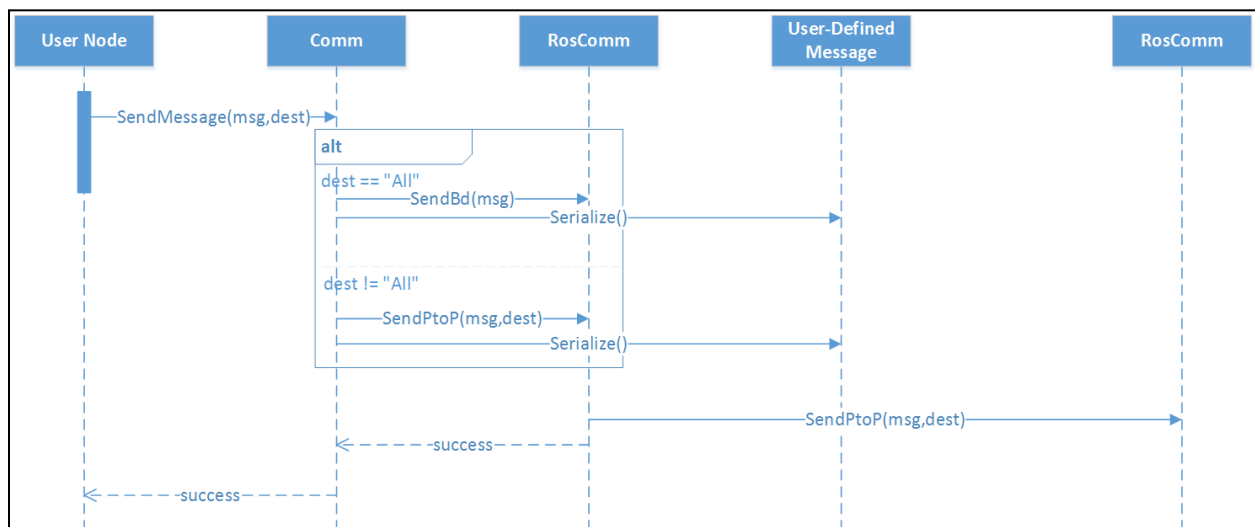 User Node
Comm
RosComm
User-Defined
Message
RosComm
SendMessage(msg,dest)
alt
dest == "All"
SendBd(msg)
Serialize()
dest != "All"
SendPtoP(msg,dest)
Serialize()
SendPtoP(msg,dest)
success
success